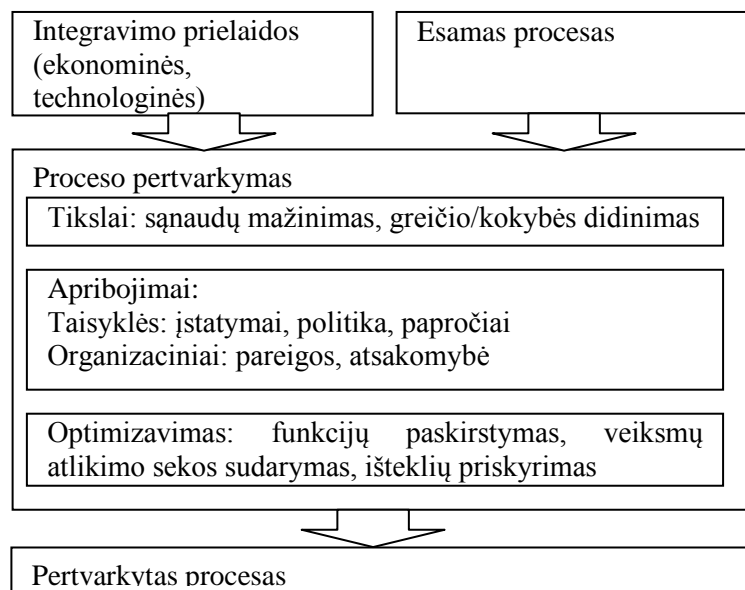 Integravimo prielaidos
(ekonominės,
technologinės)
Esamas procesas
Proceso pertvarkymas
Tikslai: sąnaudų mažinimas, greičio/kokybės didinimas
Apribojimai:
Taisyklės: įstatymai, politika, papročiai
Organizaciniai: pareigos, atsakomybė
Optimizavimas: funkcijų paskirstymas, veiksmų
atlikimo sekos sudarymas, išteklių priskyrimas
Pertvarkytas procesas